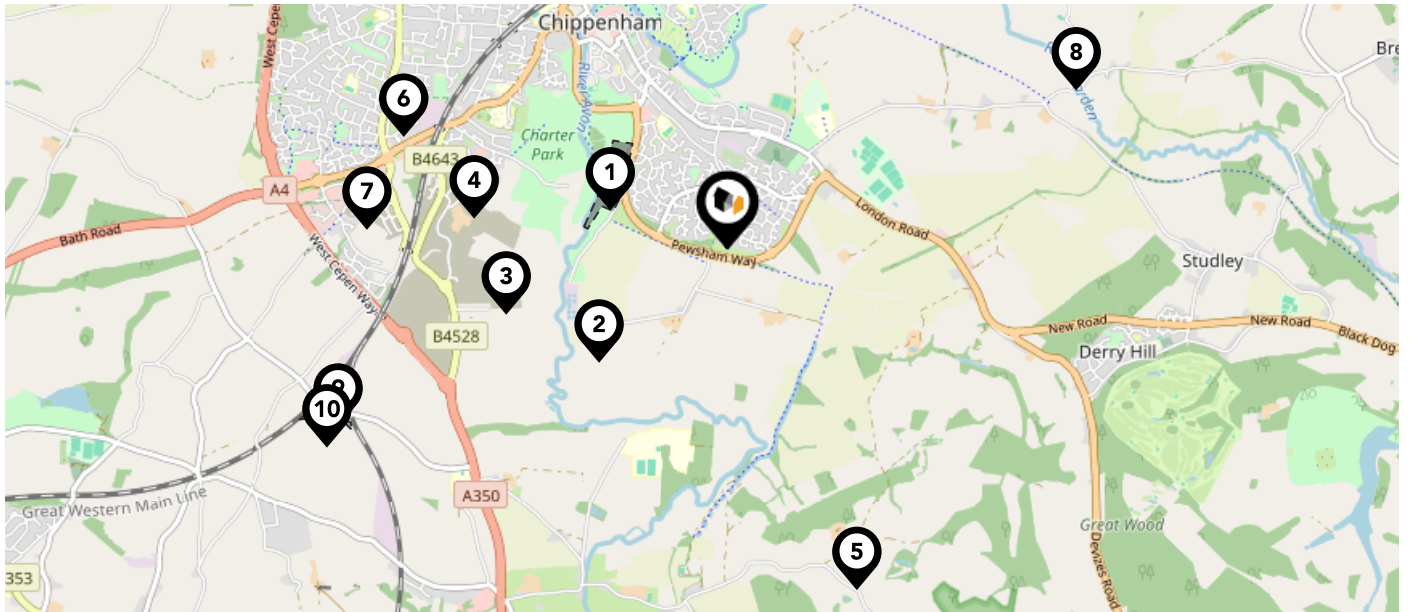 Chippenham
West Cepen
8
Bre
River Avon
6
Charter
Park
B4643
1
4
7
A4
Bath Road
West Cepen Way
Pewsham Way
London Road
3
Studley
2
B4528
New Road
New Road
Black Dog
Derry Hill
9
10
A350
Great Western Main Line
Great Wood
5
Devizes Road
353